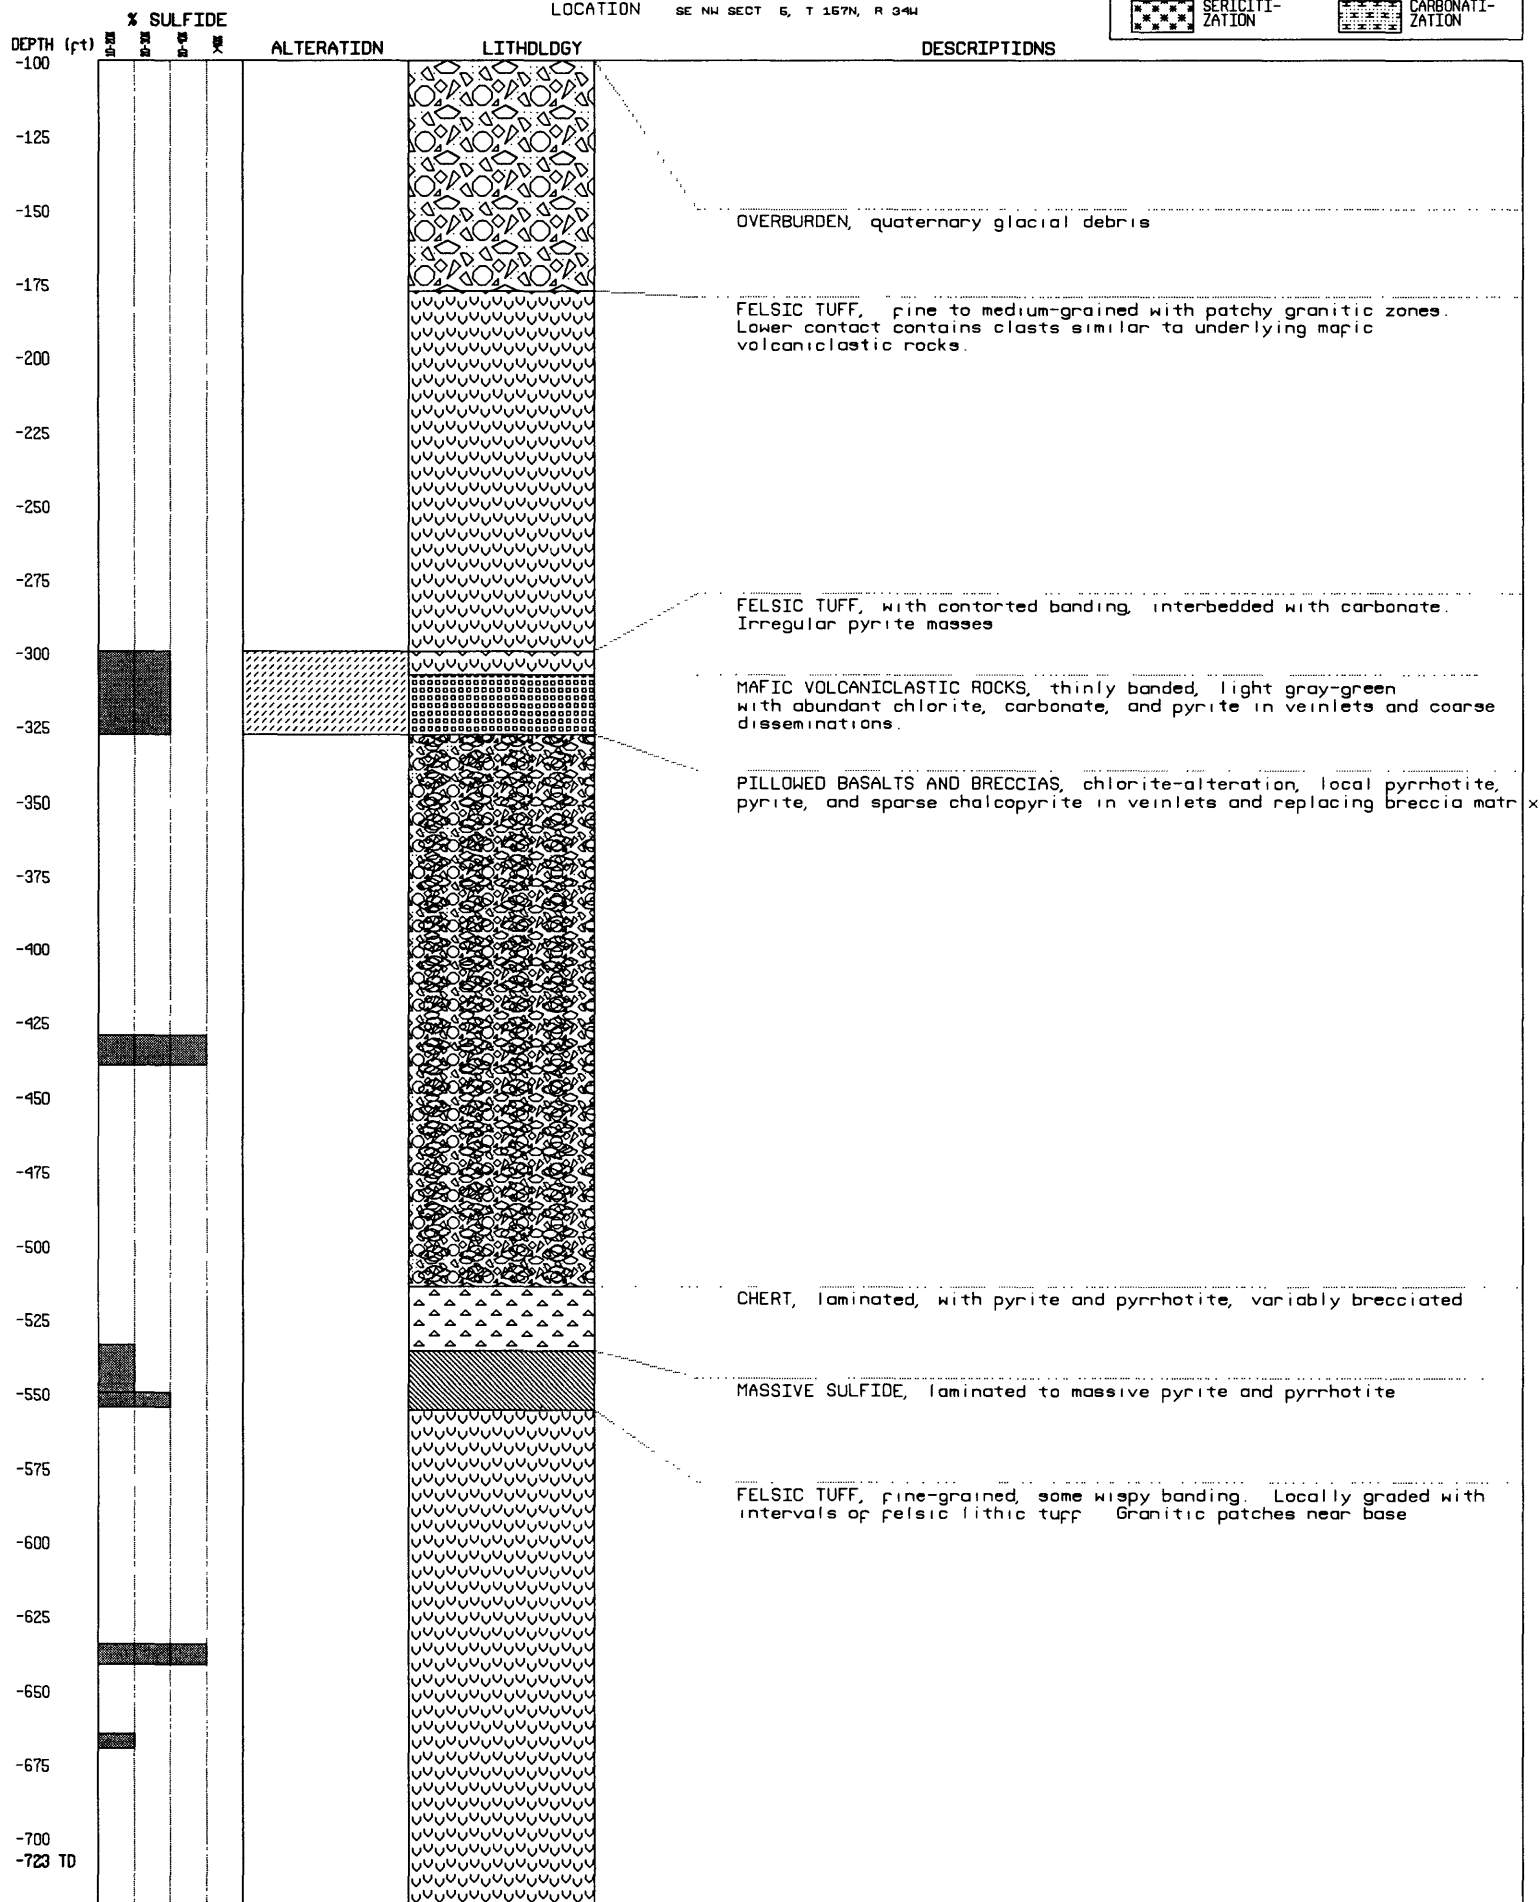 LOCATION SE NW SECT 5, T 157N, R 34W
SERICITI-
ZATION
CARBONATI-
ZATION
% SULFIDE
DEPTH (ft)
ALTERATION
LITHOLOGY
DESCRIPTIONS
-100
-125
-150
OVERBURDEN, quaternary glacial debris
-175
FELSIC TUFF, fine to medium-grained with patchy granitic zones.
Lower contact contains clasts similar to underlying mafic
volcaniclastic rocks.
-200
-225
-250
-275
FELSIC TUFF, with contorted banding, interbedded with carbonate.
Irregular pyrite masses
-300
MAFIC VOLCANICLASTIC ROCKS, thinly banded, light gray-green
with abundant chlorite, carbonate, and pyrite in veinlets and coarse
disseminations.
-325
PILLOWED BASALTS AND BRECCIAS, chlorite-alteration, local pyrrhotite,
pyrite, and sparse chalcopyrite in veinlets and replacing breccia matr x
-350
-375
-400
-425
-450
-475
-500
CHERT, laminated, with pyrite and pyrrhotite, variably brecciated
-525
-550
MASSIVE SULFIDE, laminated to massive pyrite and pyrrhotite
-575
FELSIC TUFF, fine-grained, some wispy banding. Locally graded with
intervals of felsic lithic tuff Granitic patches near base
-600
-625
-650
-675
-700
-723 TD